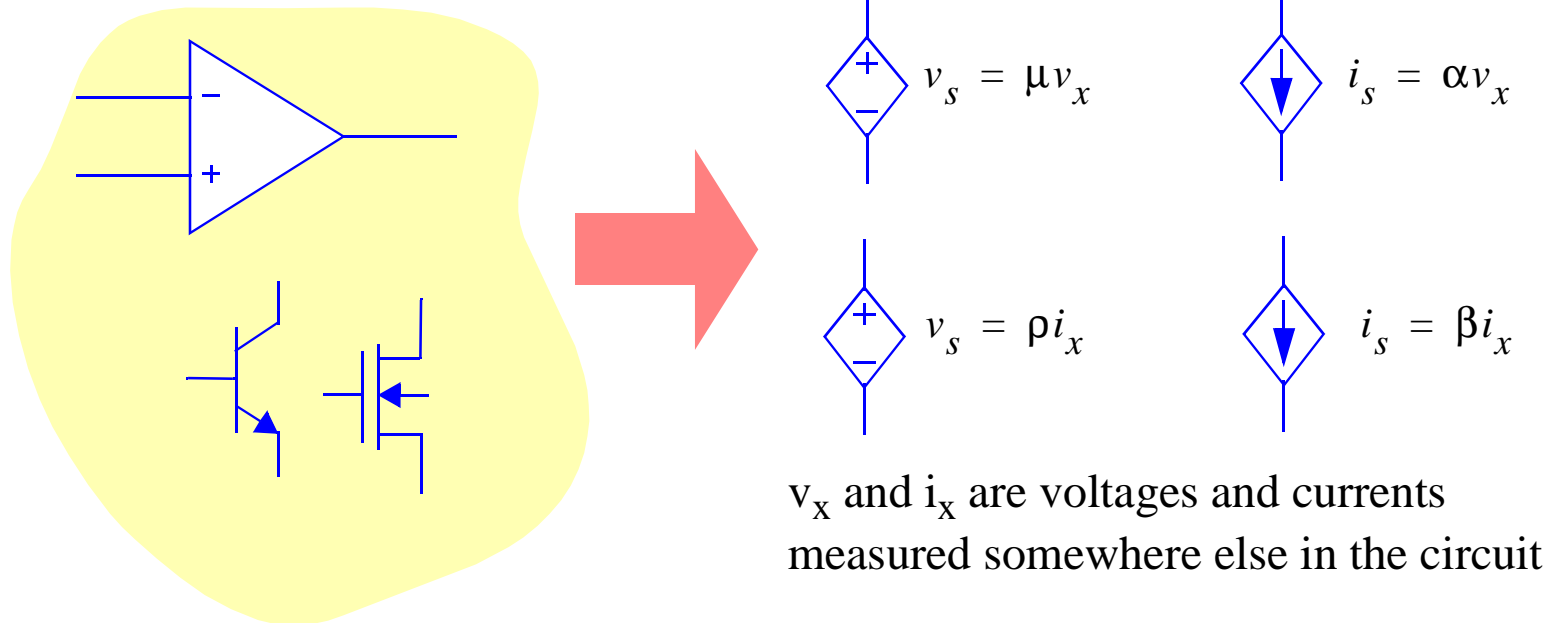 −
+
+
−
v_s = μv_x
i_s = αv_x
+
−
v_s = ρi_x
i_s = βi_x
v_x and i_x are voltages and currents
measured somewhere else in the circuit